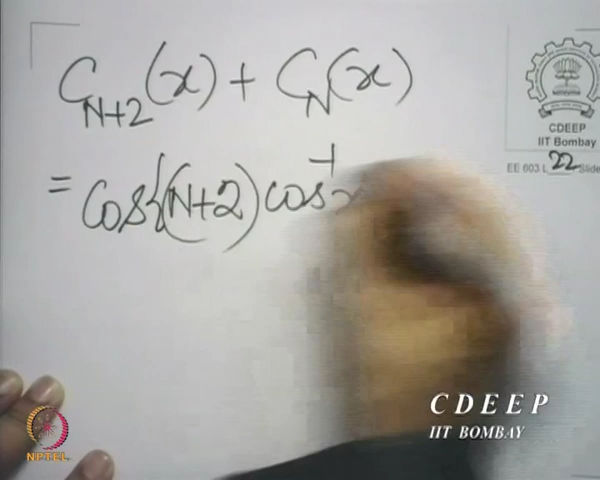 C_{N+2}(x) + C_N(x)
= Cos{(N+2) cos^{-1}x
CDEEP
IIT Bombay
EE 603 L 22 Slide
CDEEP
IIT BOMBAY
NPTEL